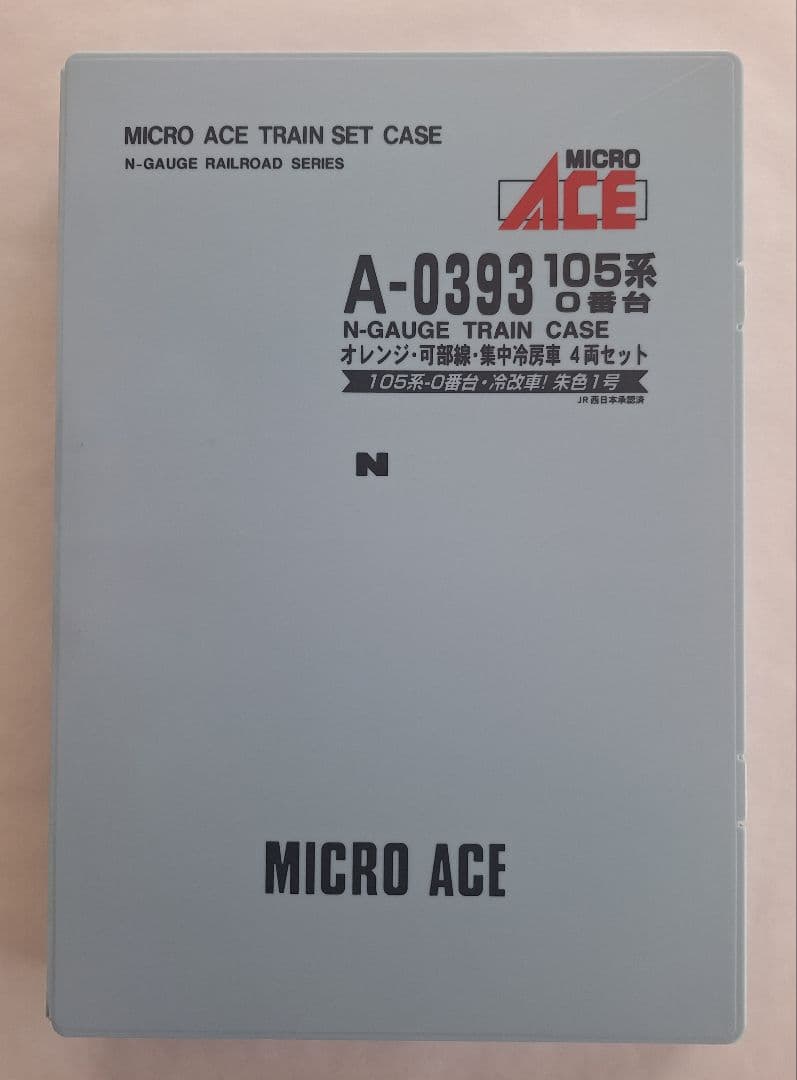 MICRO ACE TRAIN SET CASE
N-GAUGE RAILROAD SERIES
MICRO
ACE
A-0393 105系
0番台
N-GAUGE TRAIN CASE
オレンジ・可部線・集中冷房車 4両セット
105系-0番台・冷改車! 朱色1号
JR西日本承認済
N
MICRO ACE